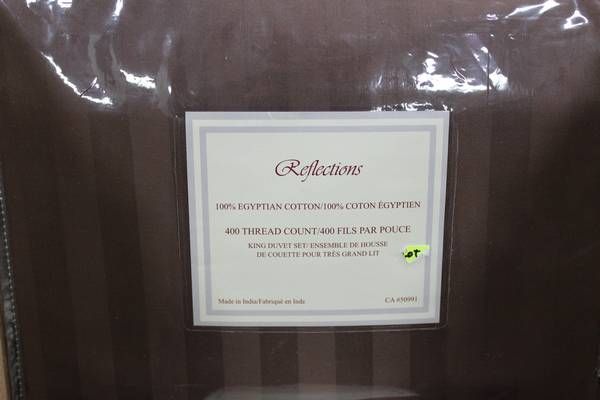 Reflections
100% EGYPTIAN COTTON/100% COTON ÉGYPTIEN
400 THREAD COUNT/400 FILS PAR POUCE
KING DUVET SET/ ENSEMBLE DE HOUSSE
DE COUETTE POUR TRÈS GRAND LIT
Made in India/Fabriqué en Inde
CA #50991